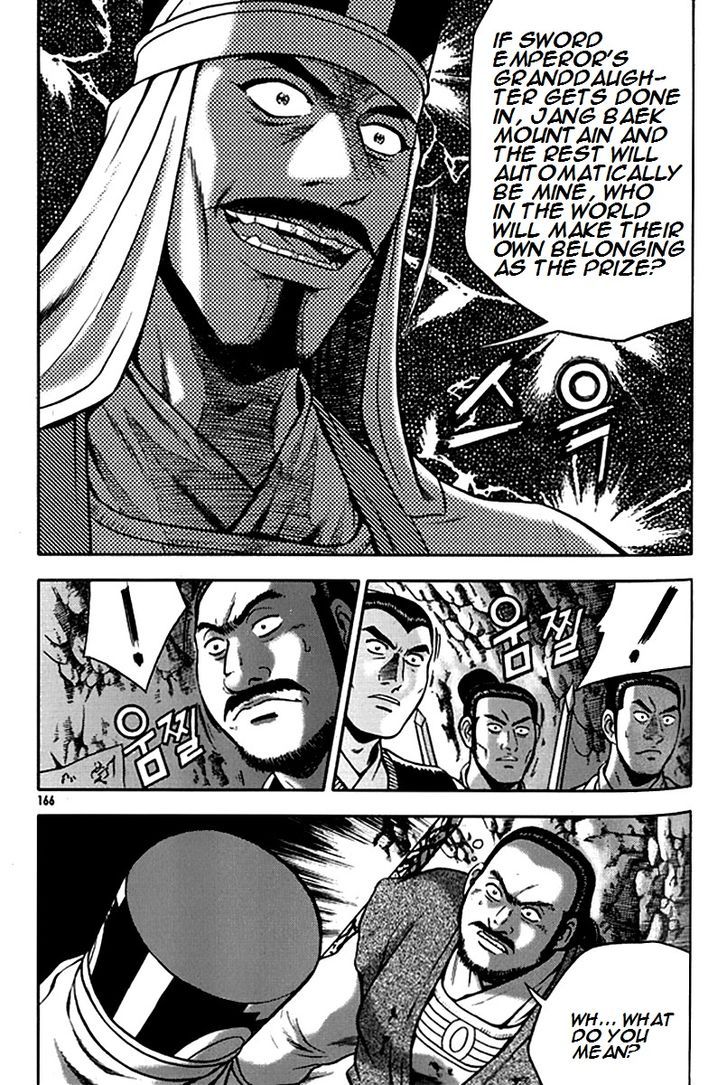 IF SWORD
EMPEROR'S
GRANDDAUGH-
TER GETS DONE
IN, JANG BAEK
MOUNTAIN AND
THE REST WILL
AUTOMATICALLY
BE MINE, WHO
IN THE WORLD
WILL MAKE THEIR
OWN BELONGING
AS THE PRIZE?
스윽
!
움찔
움찔
!
166
WH... WHAT
DO YOU
MEAN?